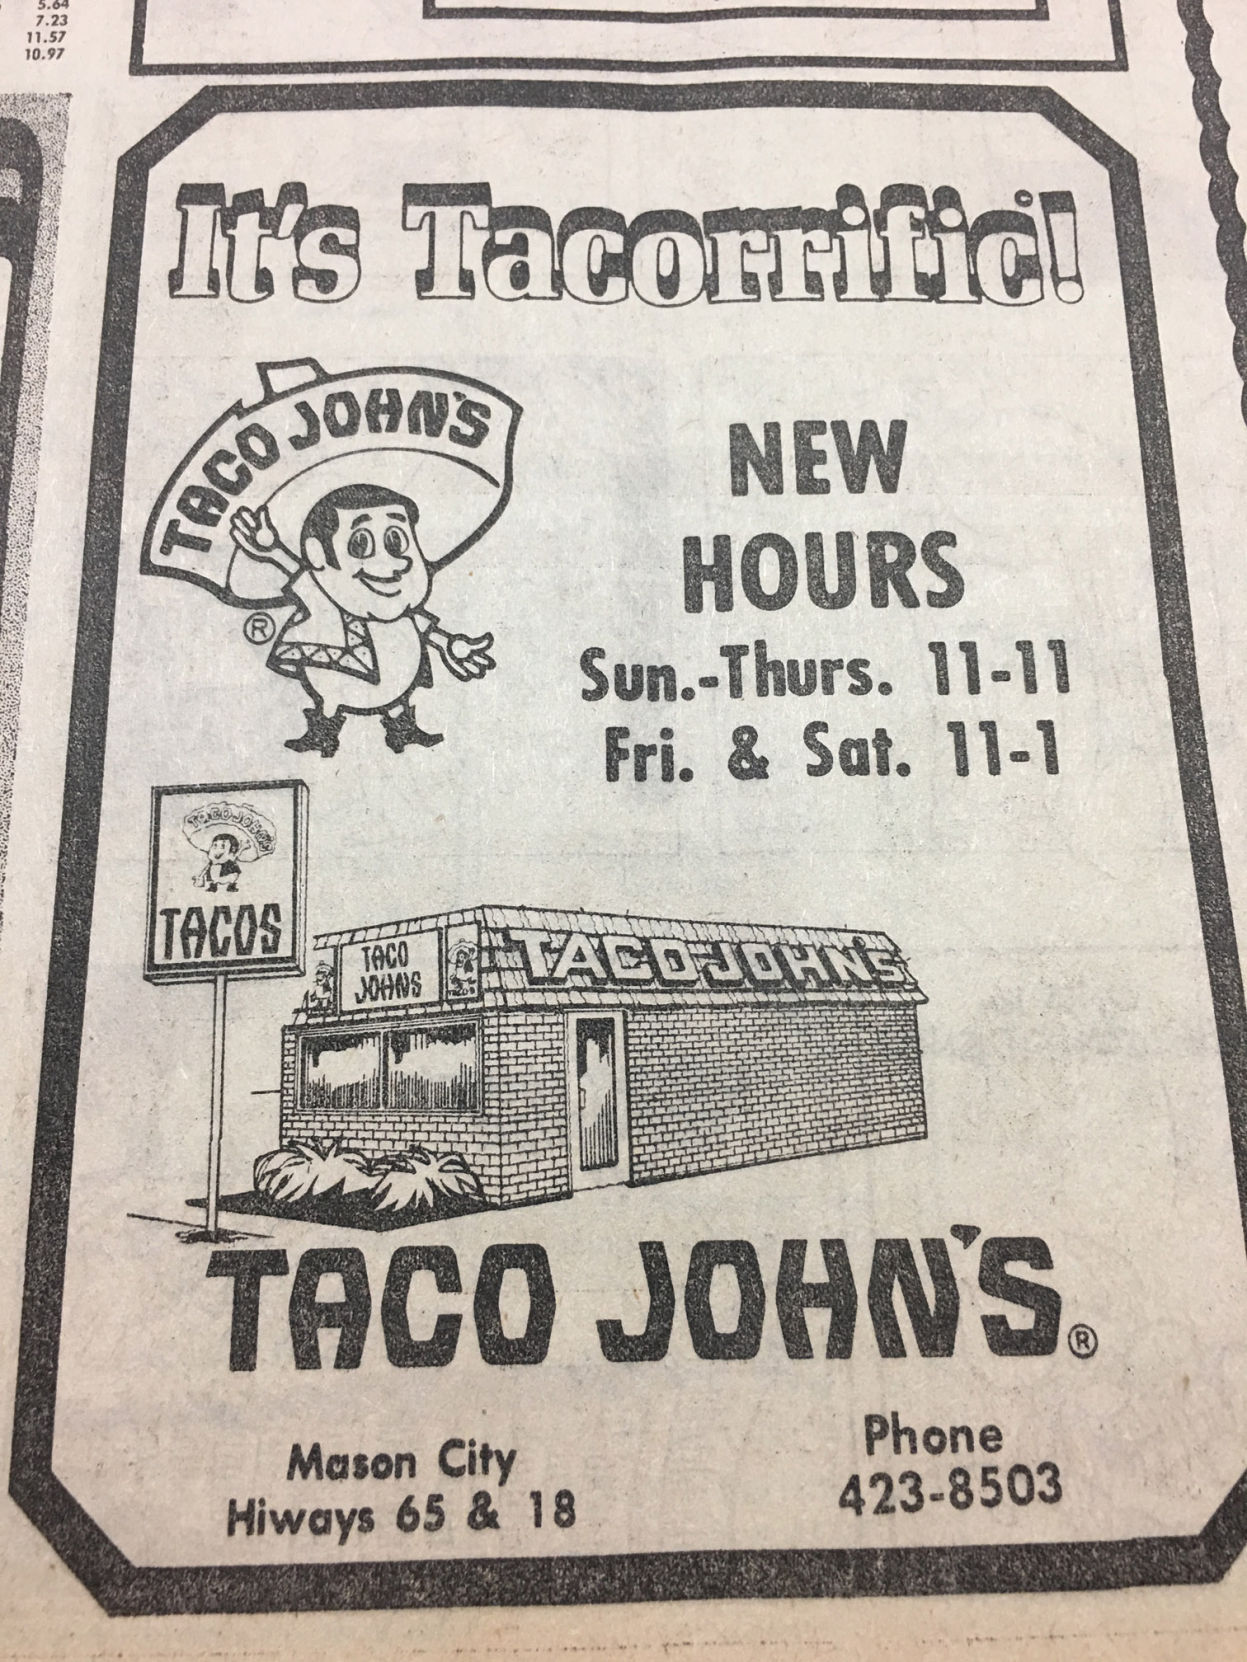 5.64
7.23
11.57
10.97
It's Tacorrific!
TACO JOHN'S
®
NEW
HOURS
Sun.-Thurs. 11-11
Fri. & Sat. 11-1
TACO JOHN'S
TACOS
TACO
JOHNS
TACO JOHN'S
TACO JOHN'S®
Mason City
Hiways 65 & 18
Phone
423-8503